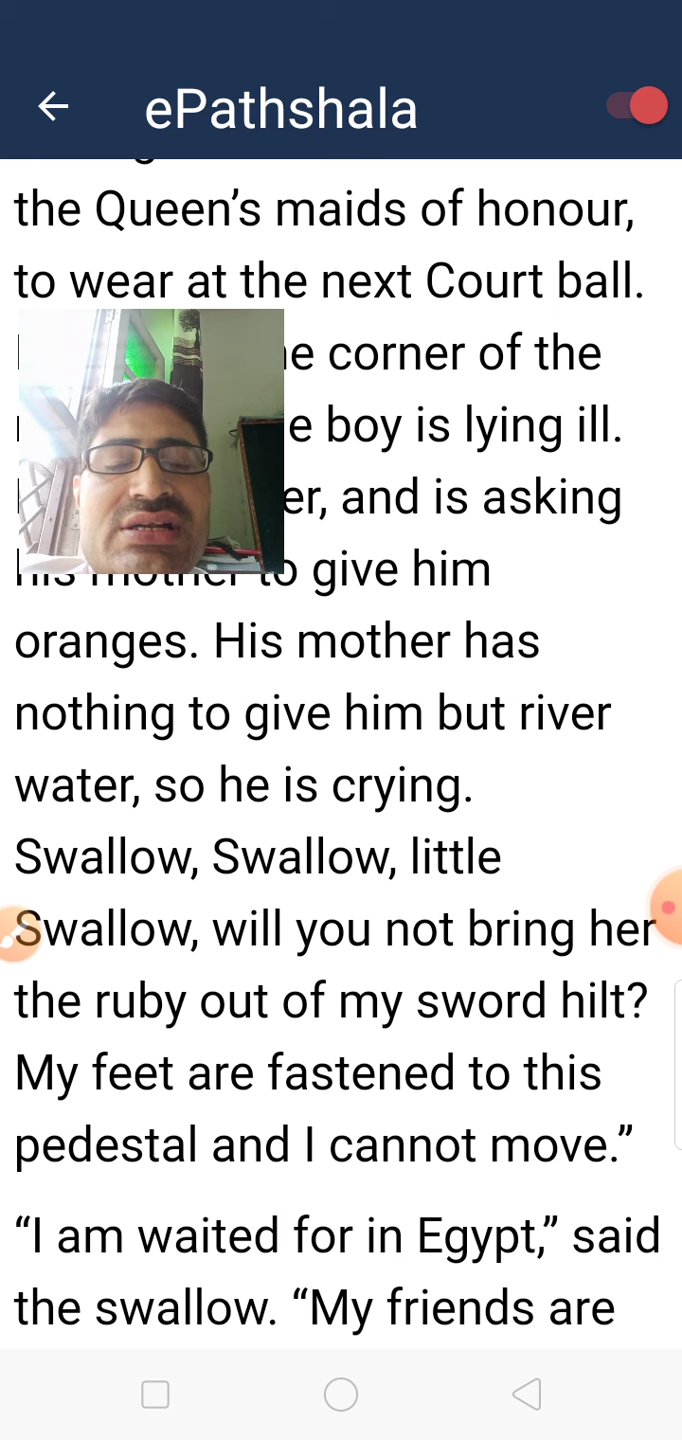 ePathshala
the Queen’s maids of honour,
to wear at the next Court ball.
corner of the
boy is lying ill.
and is asking
his mother to give him
oranges. His mother has
nothing to give him but river
water, so he is crying.
Swallow, Swallow, little
Swallow, will you not bring her
the ruby out of my sword hilt?
My feet are fastened to this
pedestal and I cannot move.”
“I am waited for in Egypt,” said
the swallow. “My friends are